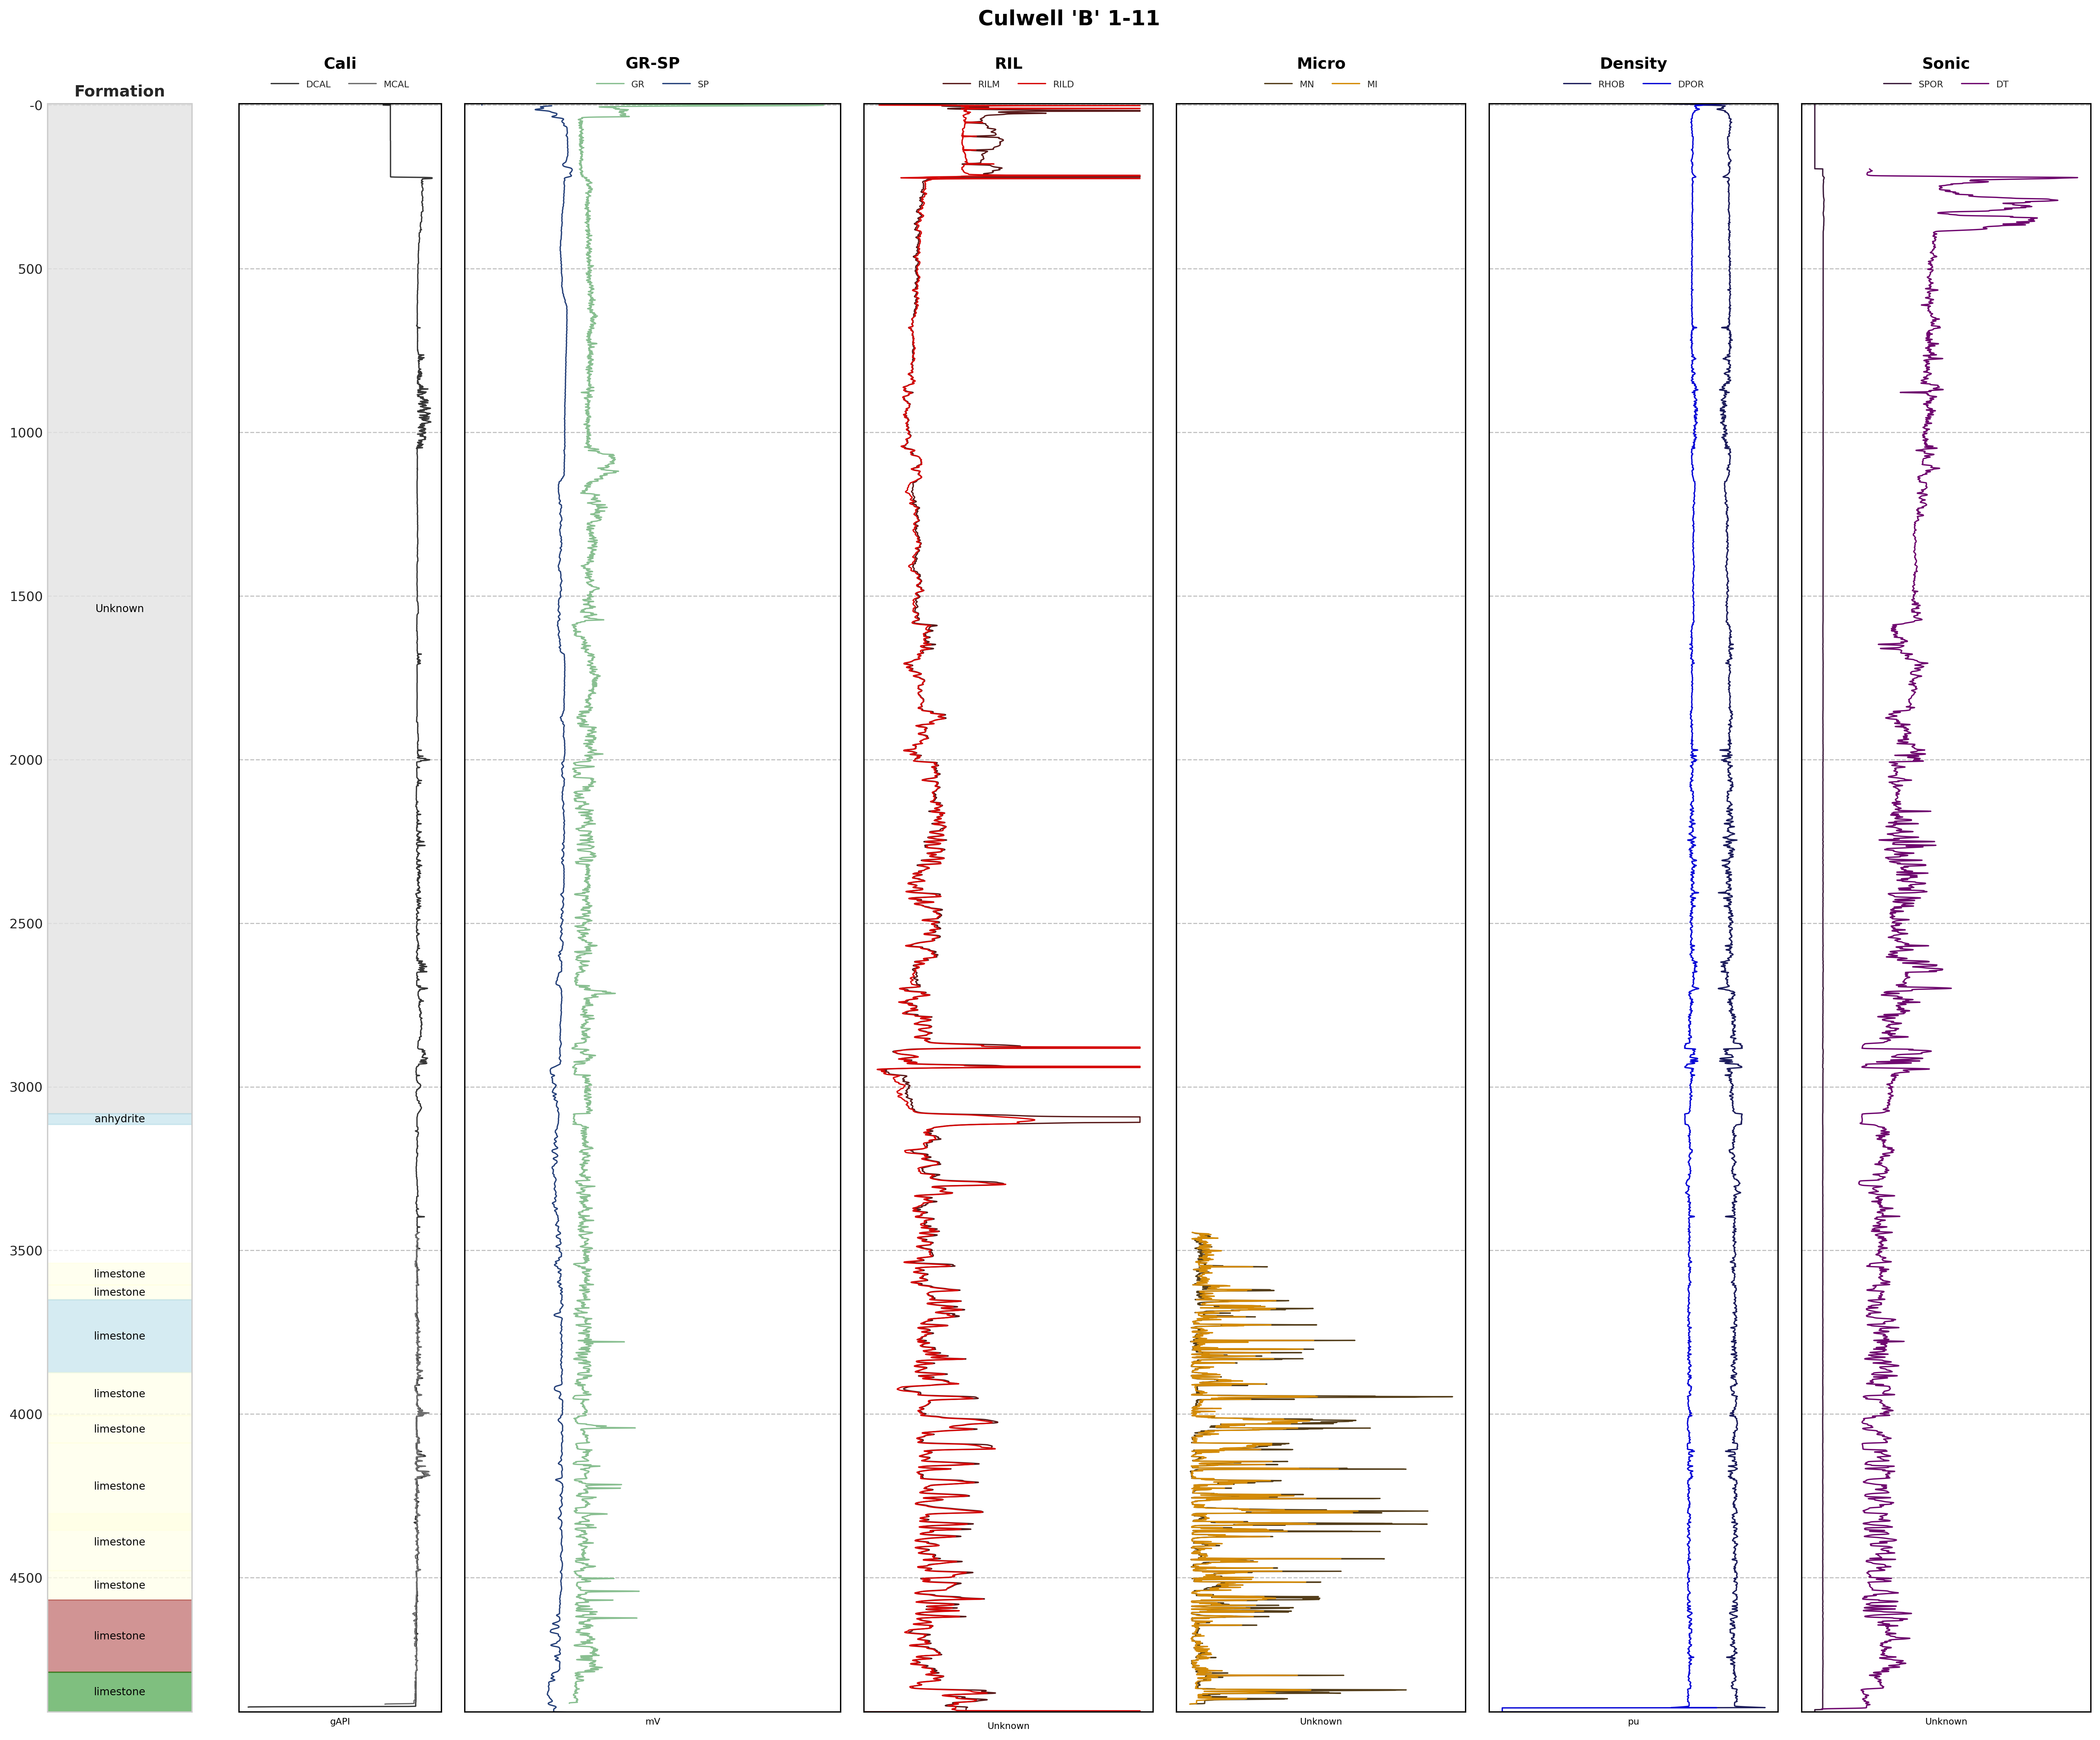 Culwell 'B' 1-11
Formation
Cali
GR-SP
RIL
Micro
Density
Sonic
DCAL MCAL
GR SP
RILM RILD
MN MI
RHOB DPOR
SPOR DT
-0
500
1000
1500
Unknown
2000
2500
3000
anhydrite
3500
limestone
limestone
limestone
limestone
4000
limestone
limestone
limestone
4500
limestone
limestone
limestone
gAPI
mV
Unknown
Unknown
pu
Unknown